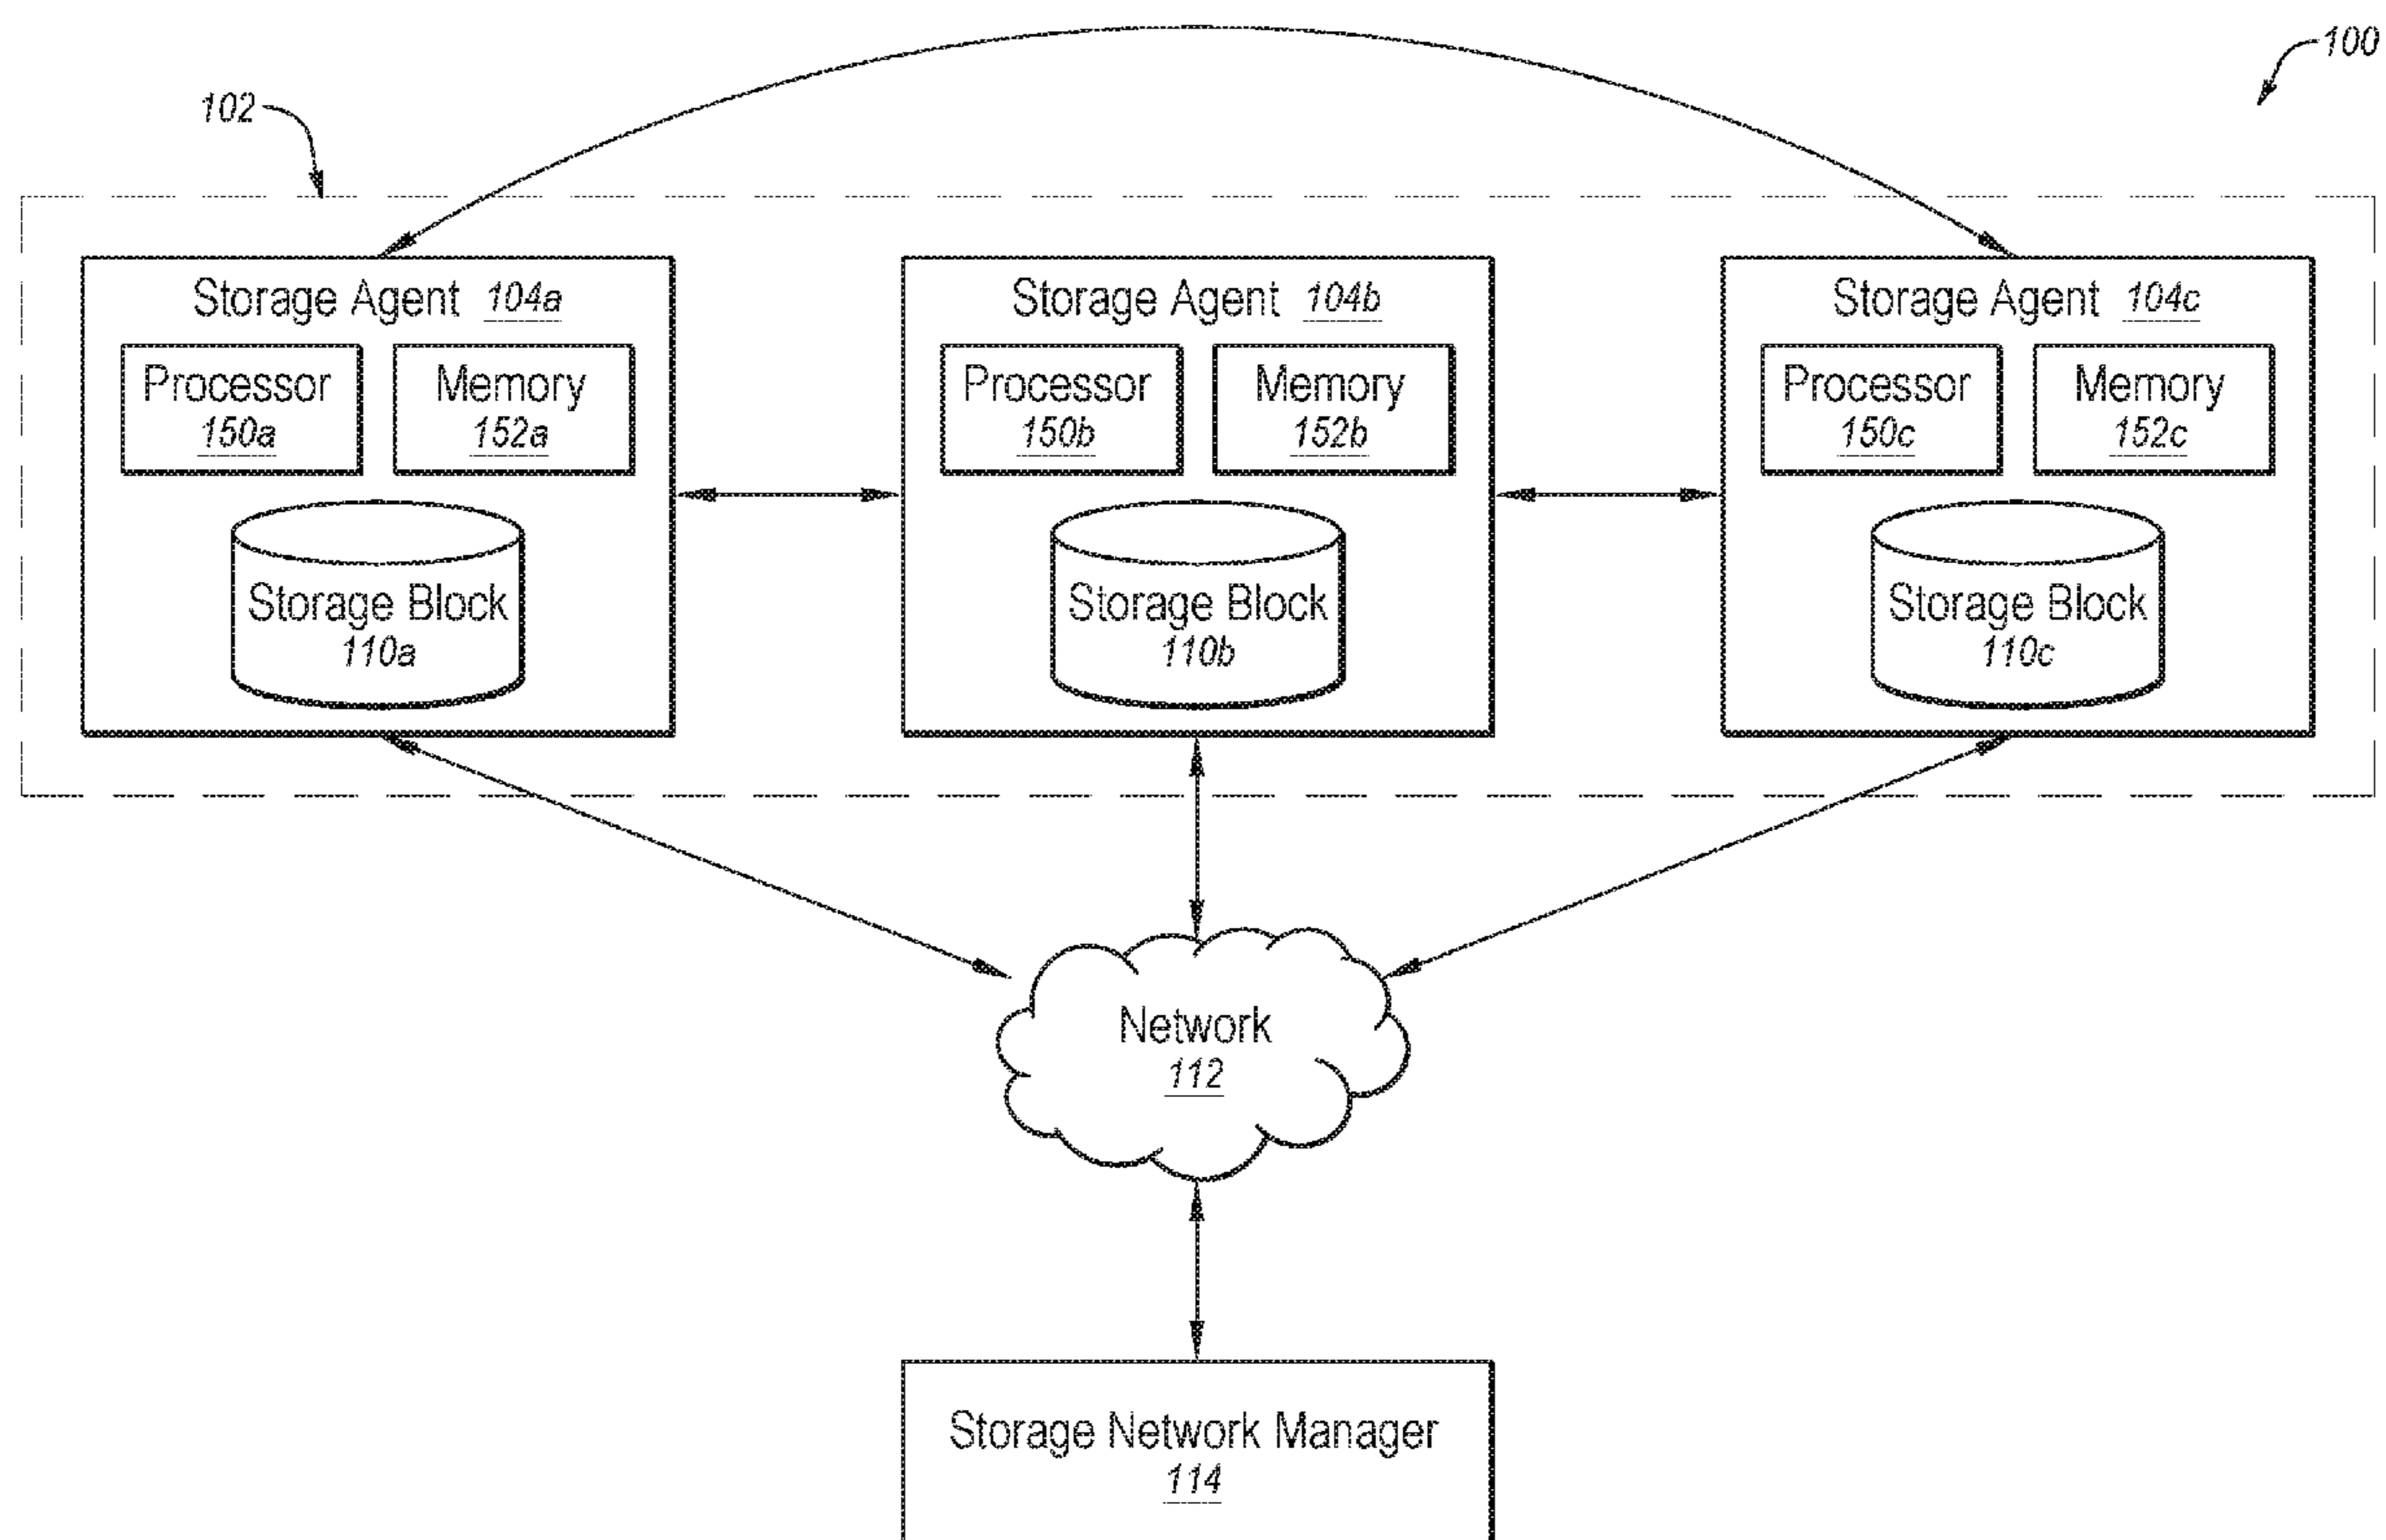 100
102
Storage Agent 104a
Processor
150a
Memory
152a
Storage Block
110a
Storage Agent 104b
Processor
150b
Memory
152b
Storage Block
110b
Storage Agent 104c
Processor
150c
Memory
152c
Storage Block
110c
Network
112
Storage Network Manager
114